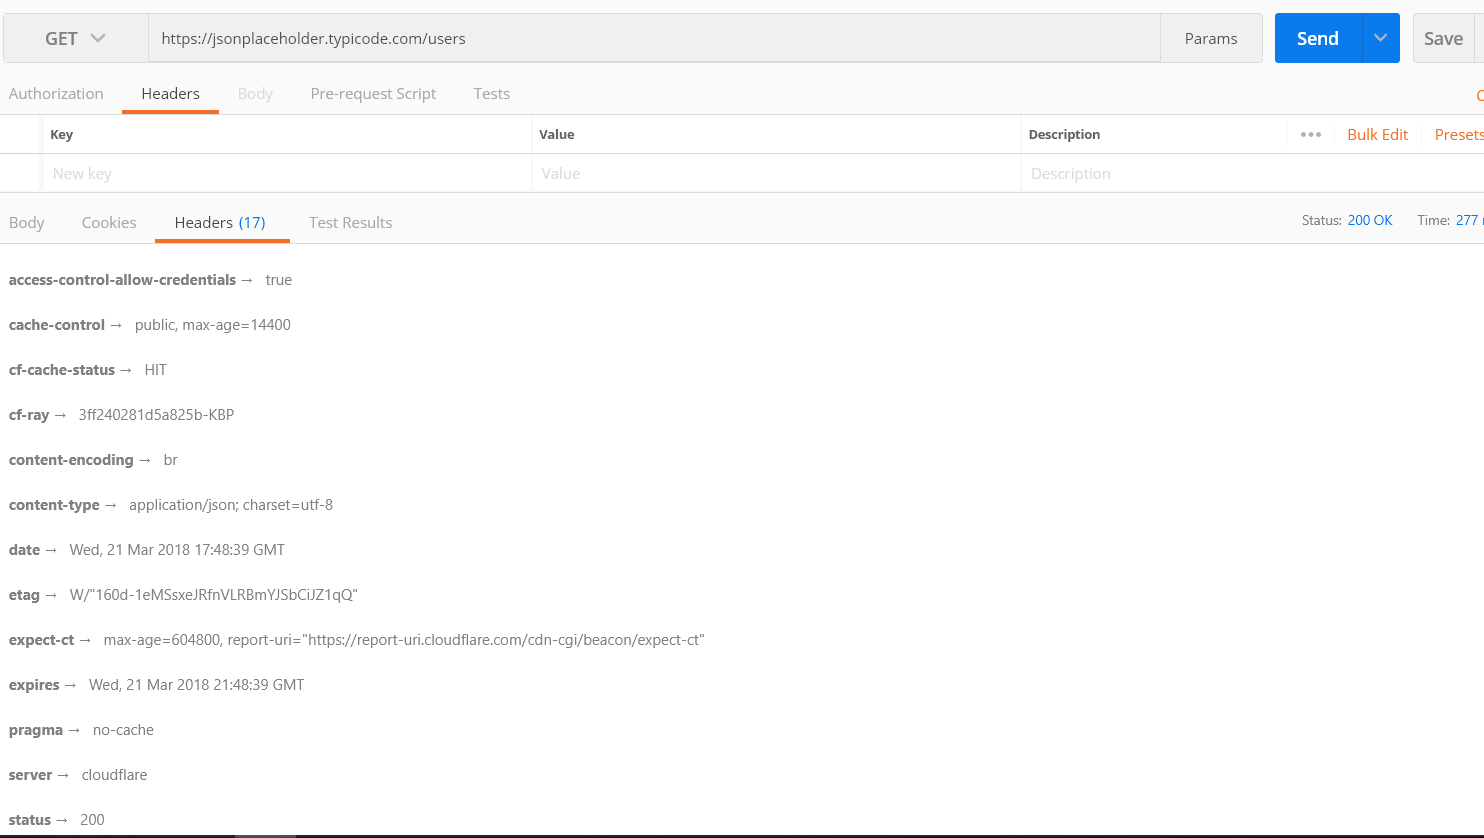 GET https://jsonplaceholder.typicode.com/users Params Send Save
Authorization Headers Body Pre-request Script Tests
Key Value Description ••• Bulk Edit Presets
New key Value Description
Body Cookies Headers (17) Test Results Status: 200 OK Time: 277
access-control-allow-credentials → true
cache-control → public, max-age=14400
cf-cache-status → HIT
cf-ray → 3ff240281d5a825b-KBP
content-encoding → br
content-type → application/json; charset=utf-8
date → Wed, 21 Mar 2018 17:48:39 GMT
etag → W/"160d-1eMSsxeJRfnVLRBmYJSbCiJZ1qQ"
expect-ct → max-age=604800, report-uri="https://report-uri.cloudflare.com/cdn-cgi/beacon/expect-ct"
expires → Wed, 21 Mar 2018 21:48:39 GMT
pragma → no-cache
server → cloudflare
status → 200